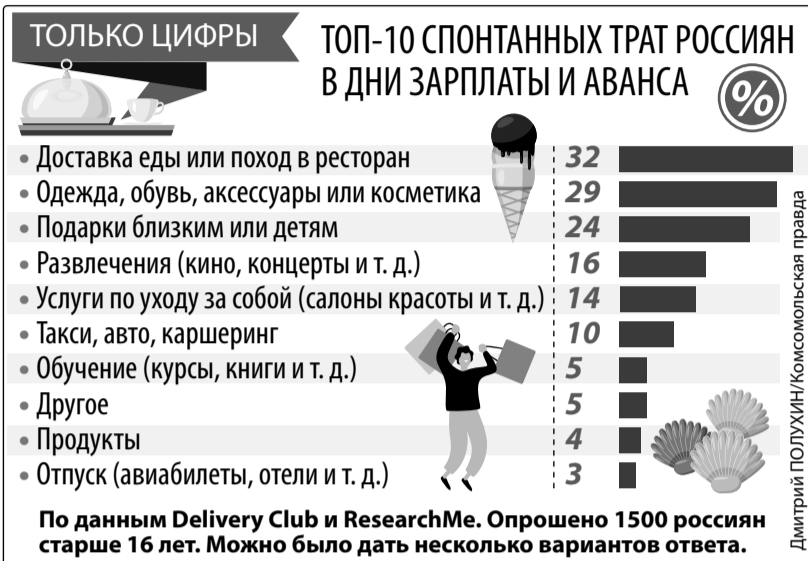 ТОЛЬКО ЦИФРЫ
ТОП-10 СПОНТАННЫХ ТРАТ РОССИЯН
В ДНИ ЗАРПЛАТЫ И АВАНСА
%
• Доставка еды или поход в ресторан 32
• Одежда, обувь, аксессуары или косметика 29
• Подарки близким или детям 24
• Развлечения (кино, концерты и т. д.) 16
• Услуги по уходу за собой (салоны красоты и т. д.) 14
• Такси, авто, каршеринг 10
• Обучение (курсы, книги и т. д.) 5
• Другое 5
• Продукты 4
• Отпуск (авиабилеты, отели и т. д.) 3
По данным Delivery Club и ResearchMe. Опрошено 1500 россиян
старше 16 лет. Можно было дать несколько вариантов ответа.
Дмитрий ПОЛУХИН/Комсомольская правда